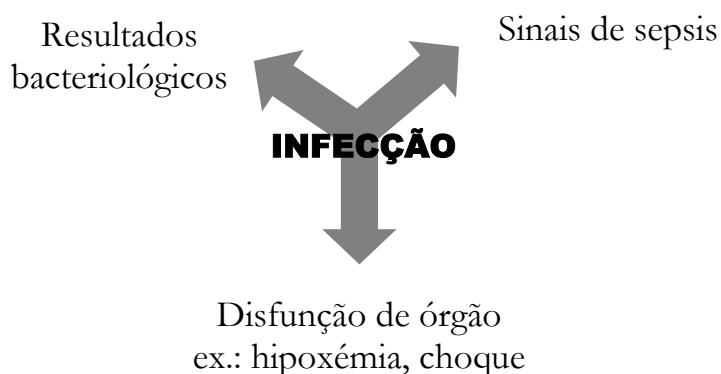 Resultados
bacteriológicos
Sinais de sepsis
INFECÇÃO
Disfunção de órgão
ex.: hipoxémia, choque